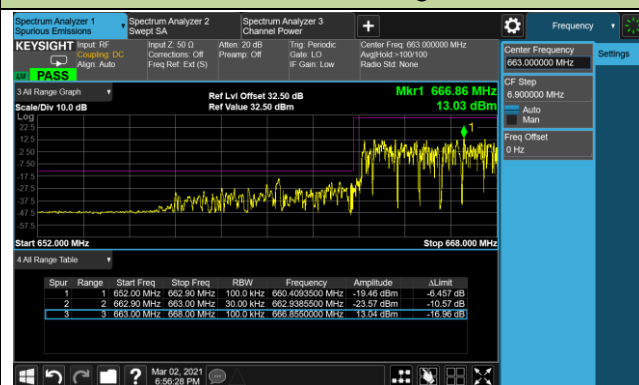 Spectrum Analyzer 1
Spurious Emissions
Spectrum Analyzer 2
Swept SA
Spectrum Analyzer 3
Channel Power
Frequency
KEYSIGHT Input: RF Input Z: 50 Ω Atten: 20 dB Trig: Periodic Center Freq: 663.000000 MHz
Coupling: DC Corrections: Off Preamp: Off Gate: LO Avg|Hold:>100/100
Align: Auto Freq Ref: Ext (S) IF Gain: Low Radio Std: None
PASS
Center Frequency
663.000000 MHz
Settings
CF Step
6.900000 MHz
Auto
Man
Freq Offset
0 Hz
3 All Range Graph
Ref Lvl Offset 32.50 dB Mkr1 666.86 MHz
Scale/Div 10.0 dB Ref Value 32.50 dBm 13.03 dBm
Log
22.5
12.5
2.50
-7.50
-17.5
-27.5
-37.5
-47.5
-57.5
1
Start 652.000 MHz Stop 668.000 MHz
4 All Range Table
Spur Range Start Freq Stop Freq RBW Frequency Amplitude ΔLimit
1 1 652.00 MHz 662.90 MHz 100.0 kHz 660.4093500 MHz -19.46 dBm -6.457 dB
2 2 662.90 MHz 663.00 MHz 30.00 kHz 662.9385500 MHz -23.57 dBm -10.57 dB
3 3 663.00 MHz 668.00 MHz 100.0 kHz 666.8550000 MHz 13.04 dBm -16.96 dB
Mar 02, 2021
6:56:28 PM